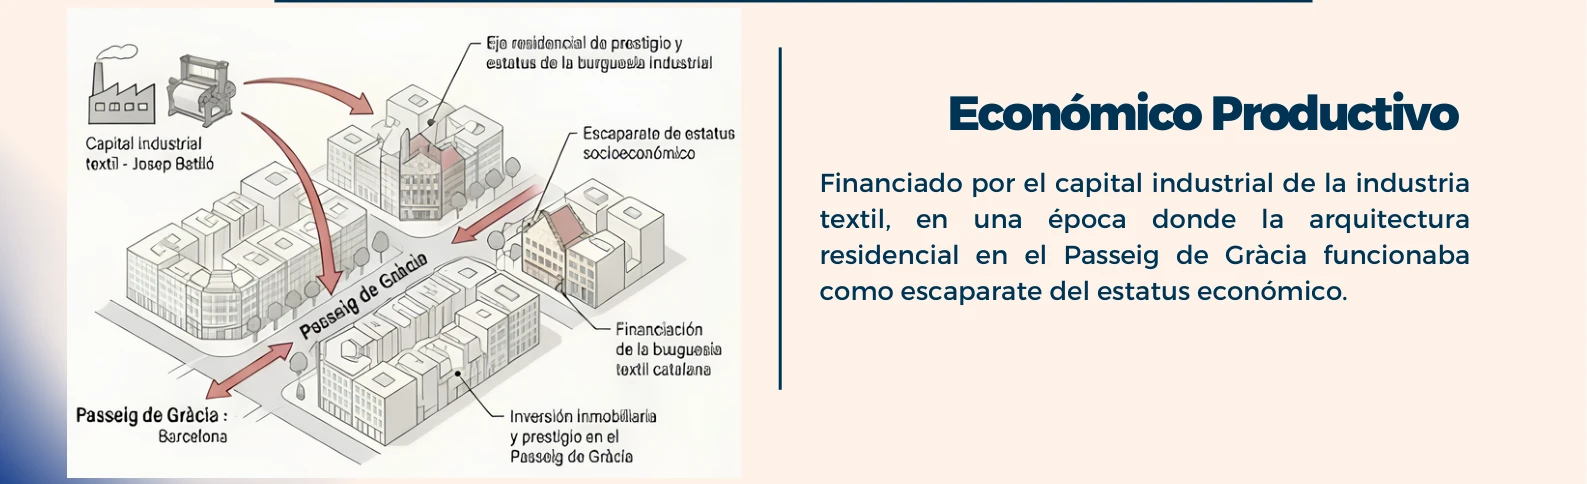 Eje residencial de prestigio y
estatus de la burguesía industrial
Capital industrial
textil - Josep Batlló
Escaparate de estatus
socioeconómico
Passeig de Gràcia
Financiación
de la buuguesia
textil catalana
Passeig de Gràcia :
Barcelona
Inversión inmobiliaria
y prestigio en el
Passeig de Gràcia
Económico Productivo
Financiado por el capital industrial de la industria
textil, en una época donde la arquitectura
residencial en el Passeig de Gràcia funcionaba
como escaparate del estatus económico.